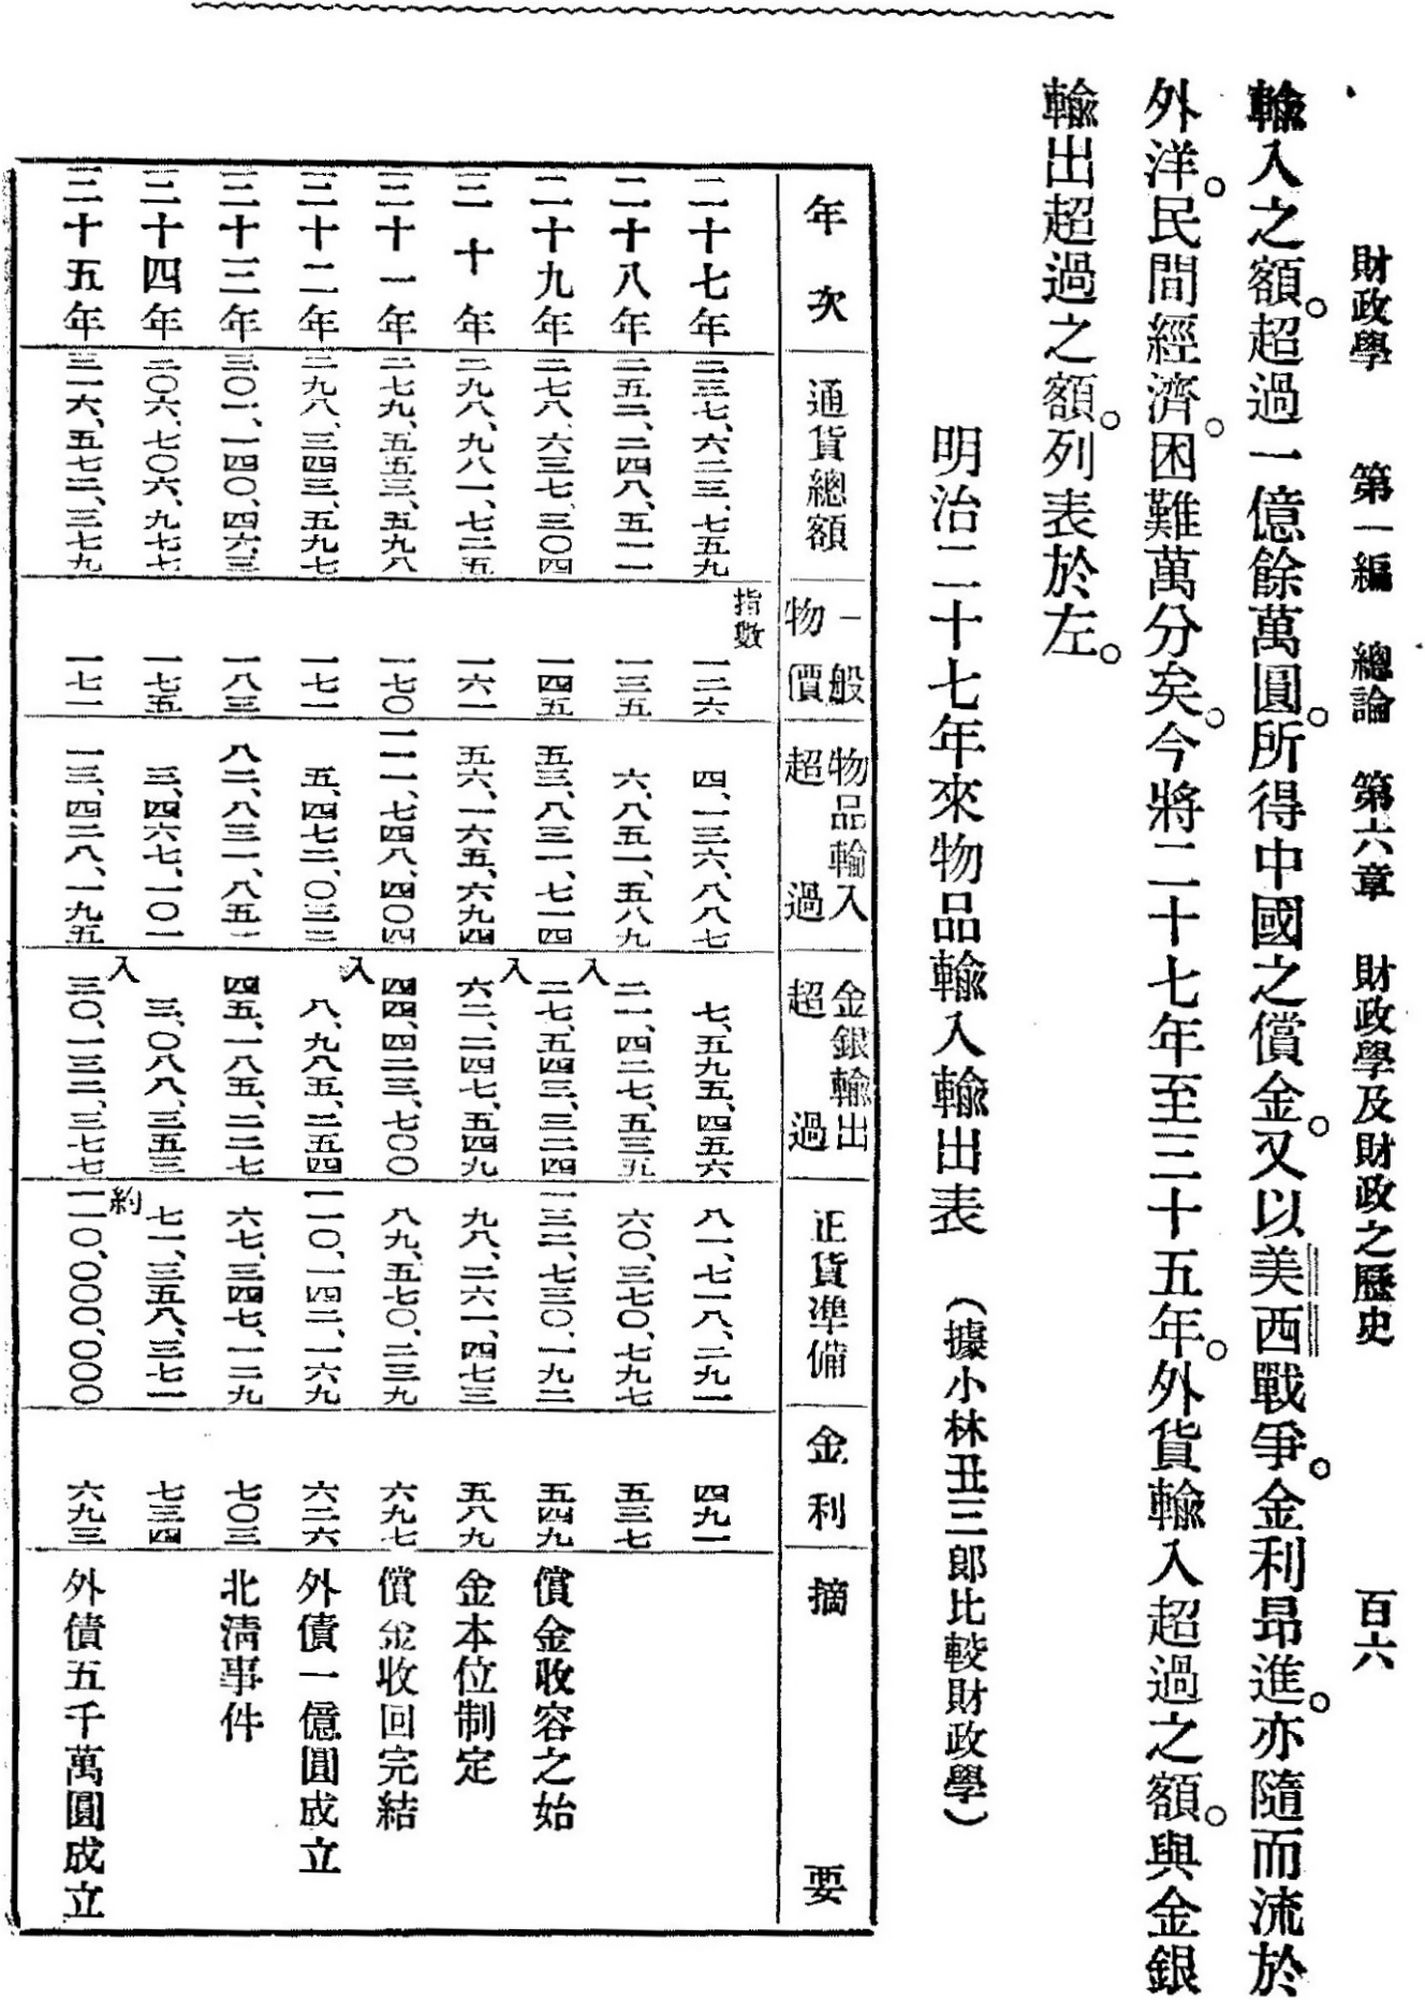 財政學 第一編 總論 第六章 財政學及財政之歷史 百六
輸入之額。超過一億餘萬圓。所得中國之償金。又以美西戰爭。金利昂進。亦隨而流於
外洋。民間經濟。困難萬分矣。今將二十七年至三十五年。外貨輸入超過之額。與金銀
輸出超過之額。列表於左。
明治二十七年來物品輸入輸出表 (據小林丑三郎比較財政學)
年次 通貨總額 一般物價 物品輸入超過 金銀輸出超過 正貨準備 金利 摘要
二十七年 二三七、六二三、七五九 指數 一二六 四、一三六、八八七 七、五九五、四五六 八一、七一八、二九一 四九一
二十八年 二五二、二四八、五一一 一三五 六、八五一、五八九 二一、四二七、五三五 六〇、三七〇、七九七 五三七
二十九年 二七八、六三七、三〇四 一四五 五三、八三一、七一四 入 二七、五四三、三二四 一三二、七三〇、一九二 五四九 償金收容之始
三十年 二九八、九八一、七二五 一六一 五六、一六五、六九四 入 六二、二四七、五四九 九八、二六一、四七三 五八九 金本位制定
三十一年 二七九、五五三、五九八 一七〇 一一一、七四八、四〇四 四四、四二三、七〇〇 八九、五七〇、二三九 六九七 償金收回完結
三十二年 二九八、三四三、五九七 一七一 五、四七二、〇三三 入 八、九八五、二五四 一一〇、一四二、一六九 六二六 外債一億圓成立
三十三年 三〇一、一四〇、四六三 一八三 八二、八三一、八五二 四五、一八五、二二七 六七、三四七、一二九 七〇三 北淸事件
三十四年 二〇六、七〇六、九七七 一七五 三、四六七、一〇一 三、〇八八、三五三 七一、三五八、三七一 七三四
三十五年 三一六、五七二、三七九 一七一 一三、四二八、一九五 入 三〇、一三二、三七七 約 一一〇、〇〇〇、〇〇〇 六九三 外債五千萬圓成立